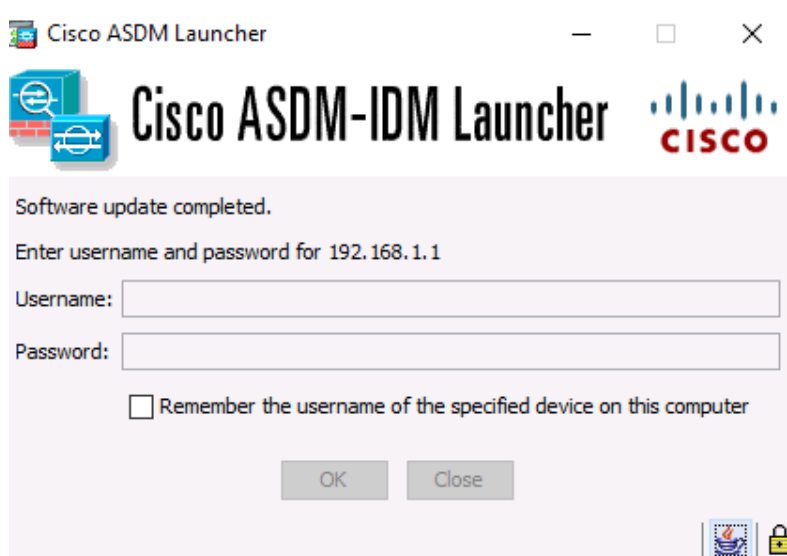 Cisco ASDM Launcher
Cisco ASDM-IDM Launcher
CISCO
Software update completed.
Enter username and password for 192.168.1.1
Username:
Password:
Remember the username of the specified device on this computer
OK Close